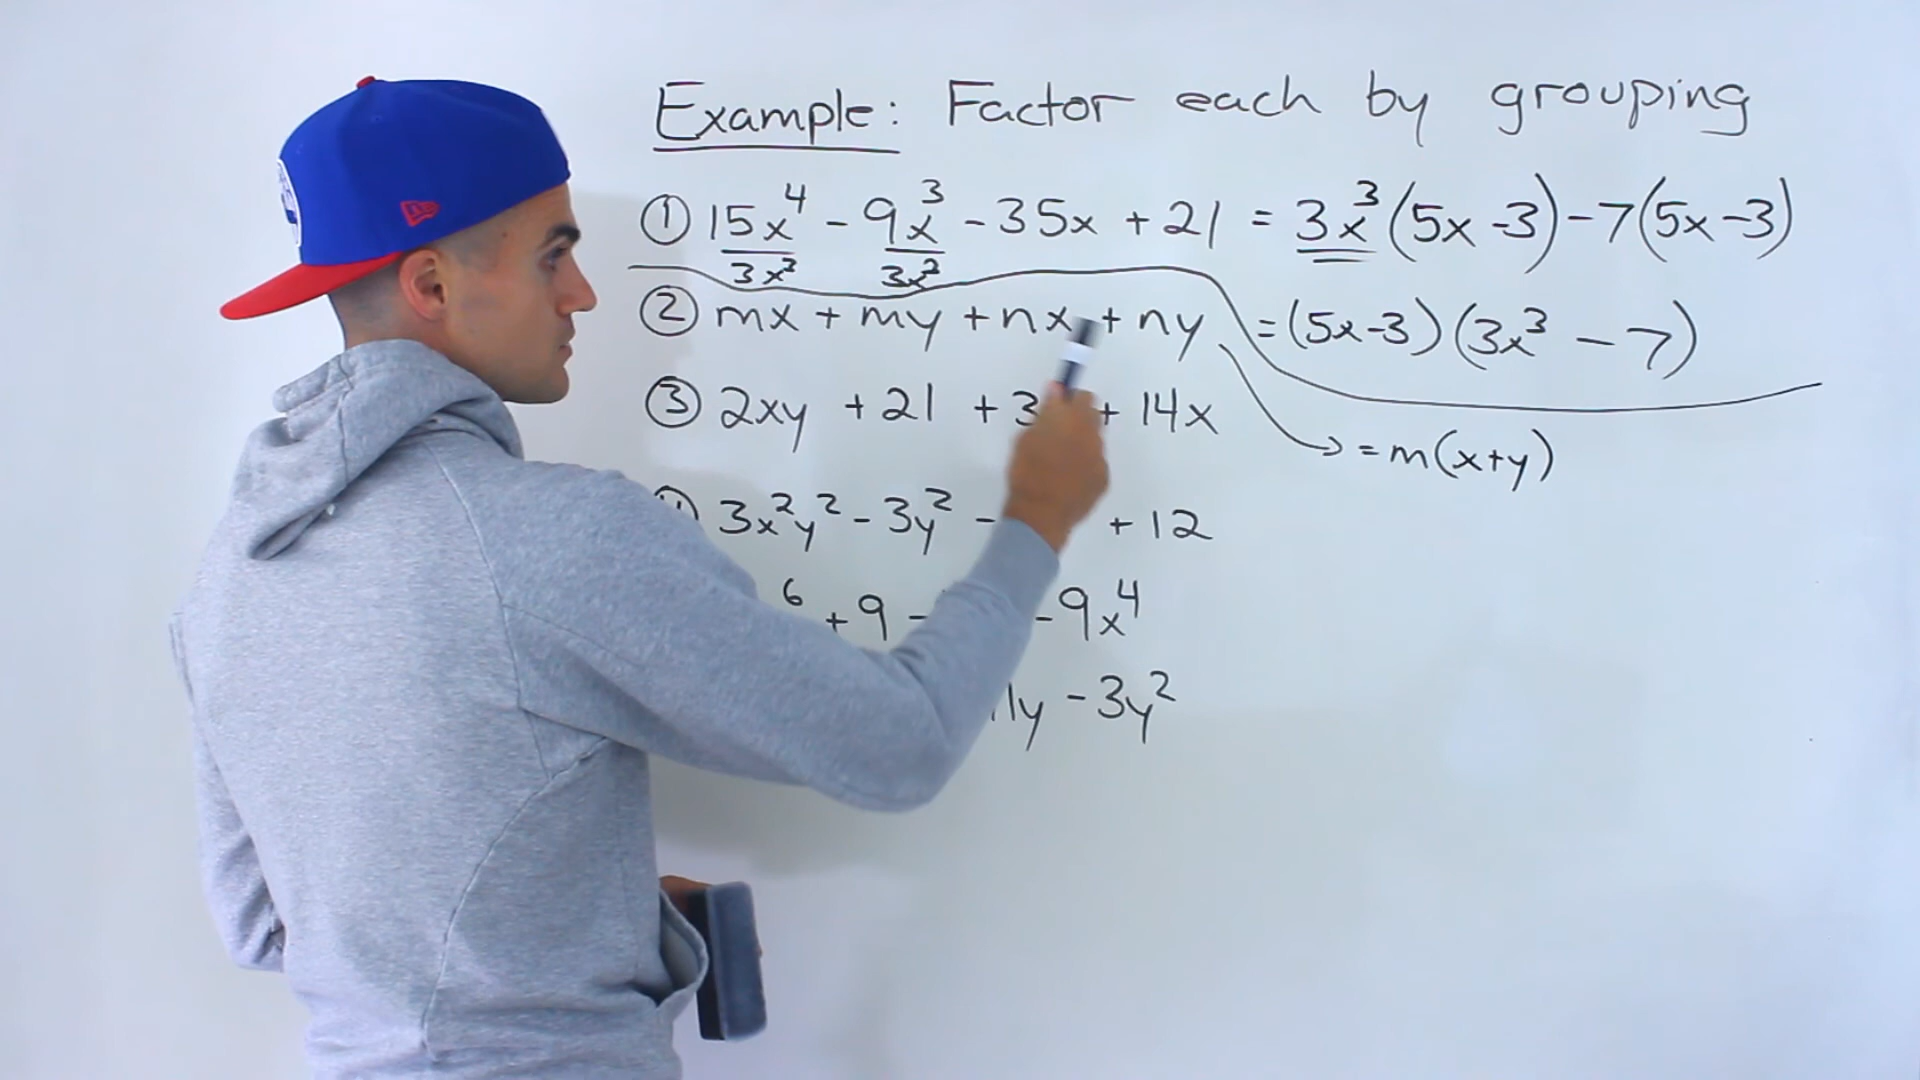 Example: Factor each by grouping
① 15x⁴ - 9x³ - 35x + 21 = 3x³(5x - 3) - 7(5x - 3)
3x³ 3x³
② mx + my + nx + ny = (5x - 3)(3x³ - 7)
③ 2xy + 21 + 3 + 14x
= m(x + y)
3x²y² - 3y² - + 12
⁶ + 9 - - 9x⁴
11y - 3y²